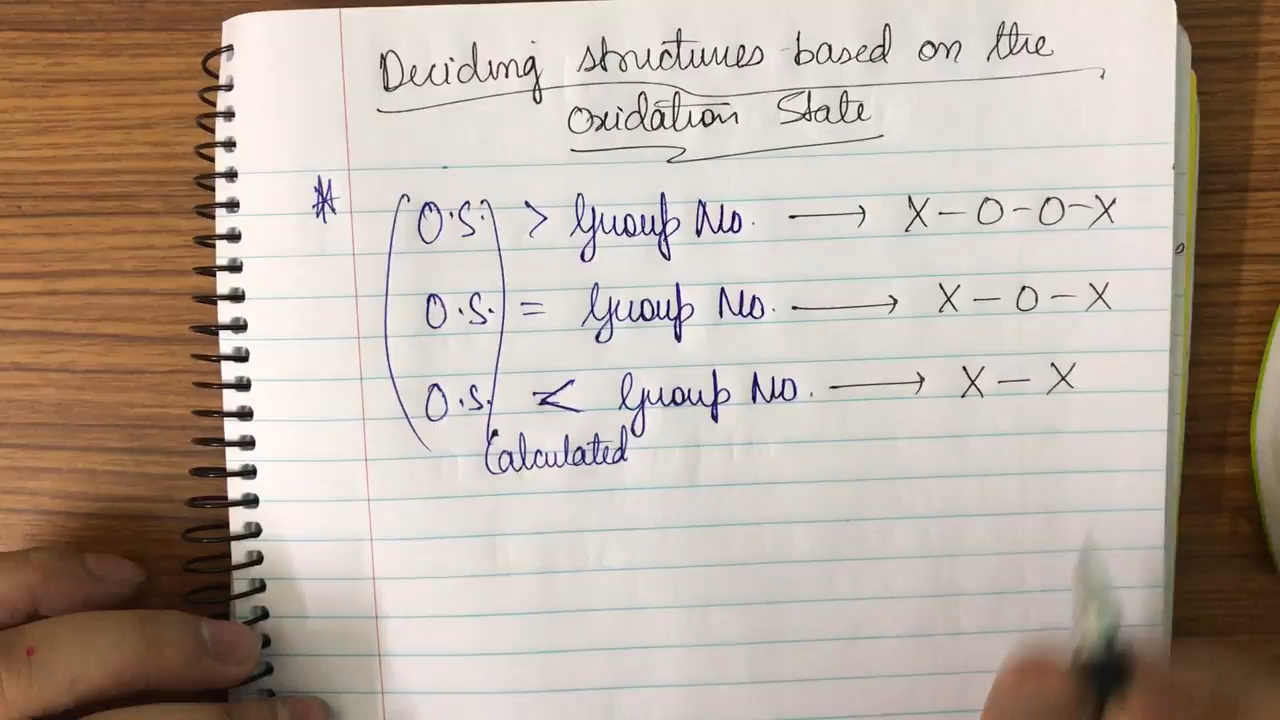 Deciding structures based on the
Oxidation State
* O.S. > Group No. → X-O-O-X
O.S. = Group No. → X-O-X
O.S. < Group No. → X-X
Calculated